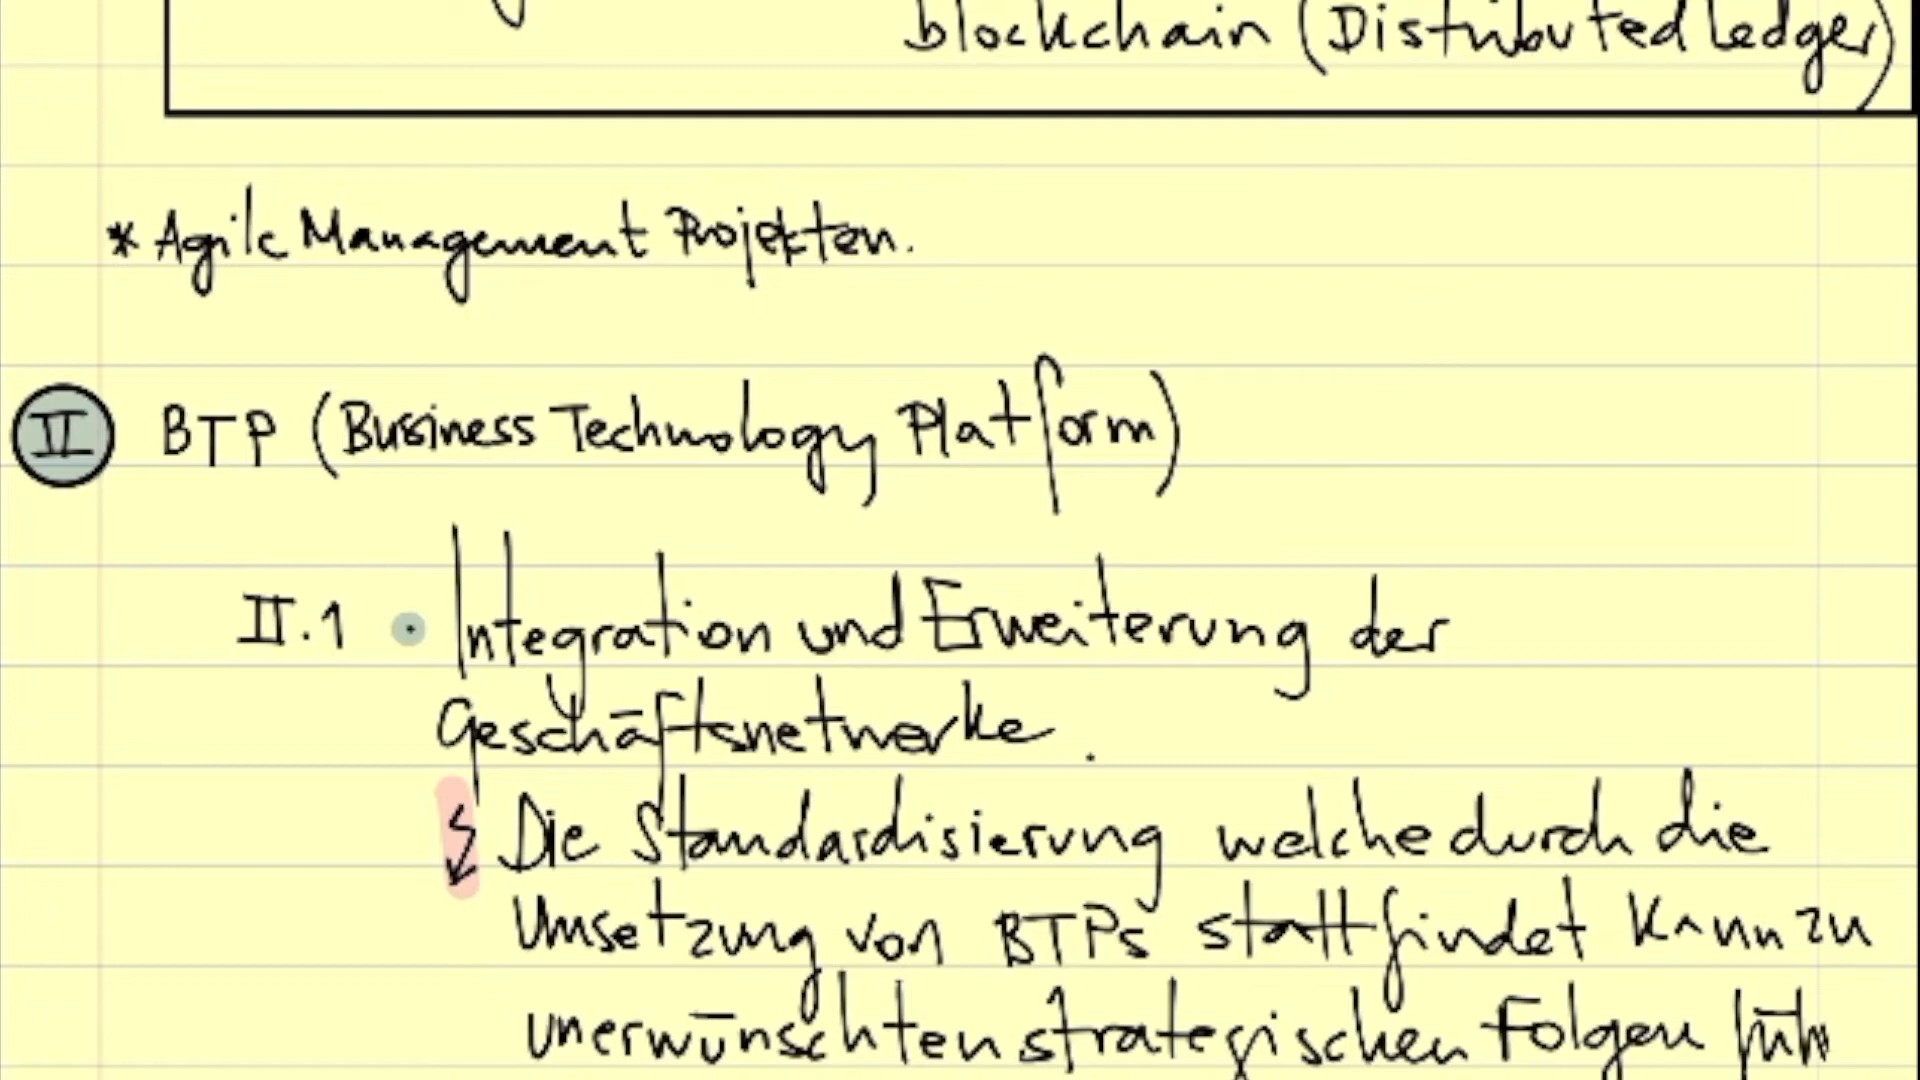 blockchain (Distributed Ledger)
* Agile Management Projekten.
II BTP (Business Technology Platform)
II.1 • Integration und Erweiterung der
Geschäftsnetwerke.
Die Standardisierung welche durch die
Umsetzung von BTPs stattfindet kann zu
unerwünschten strategischen Folgen